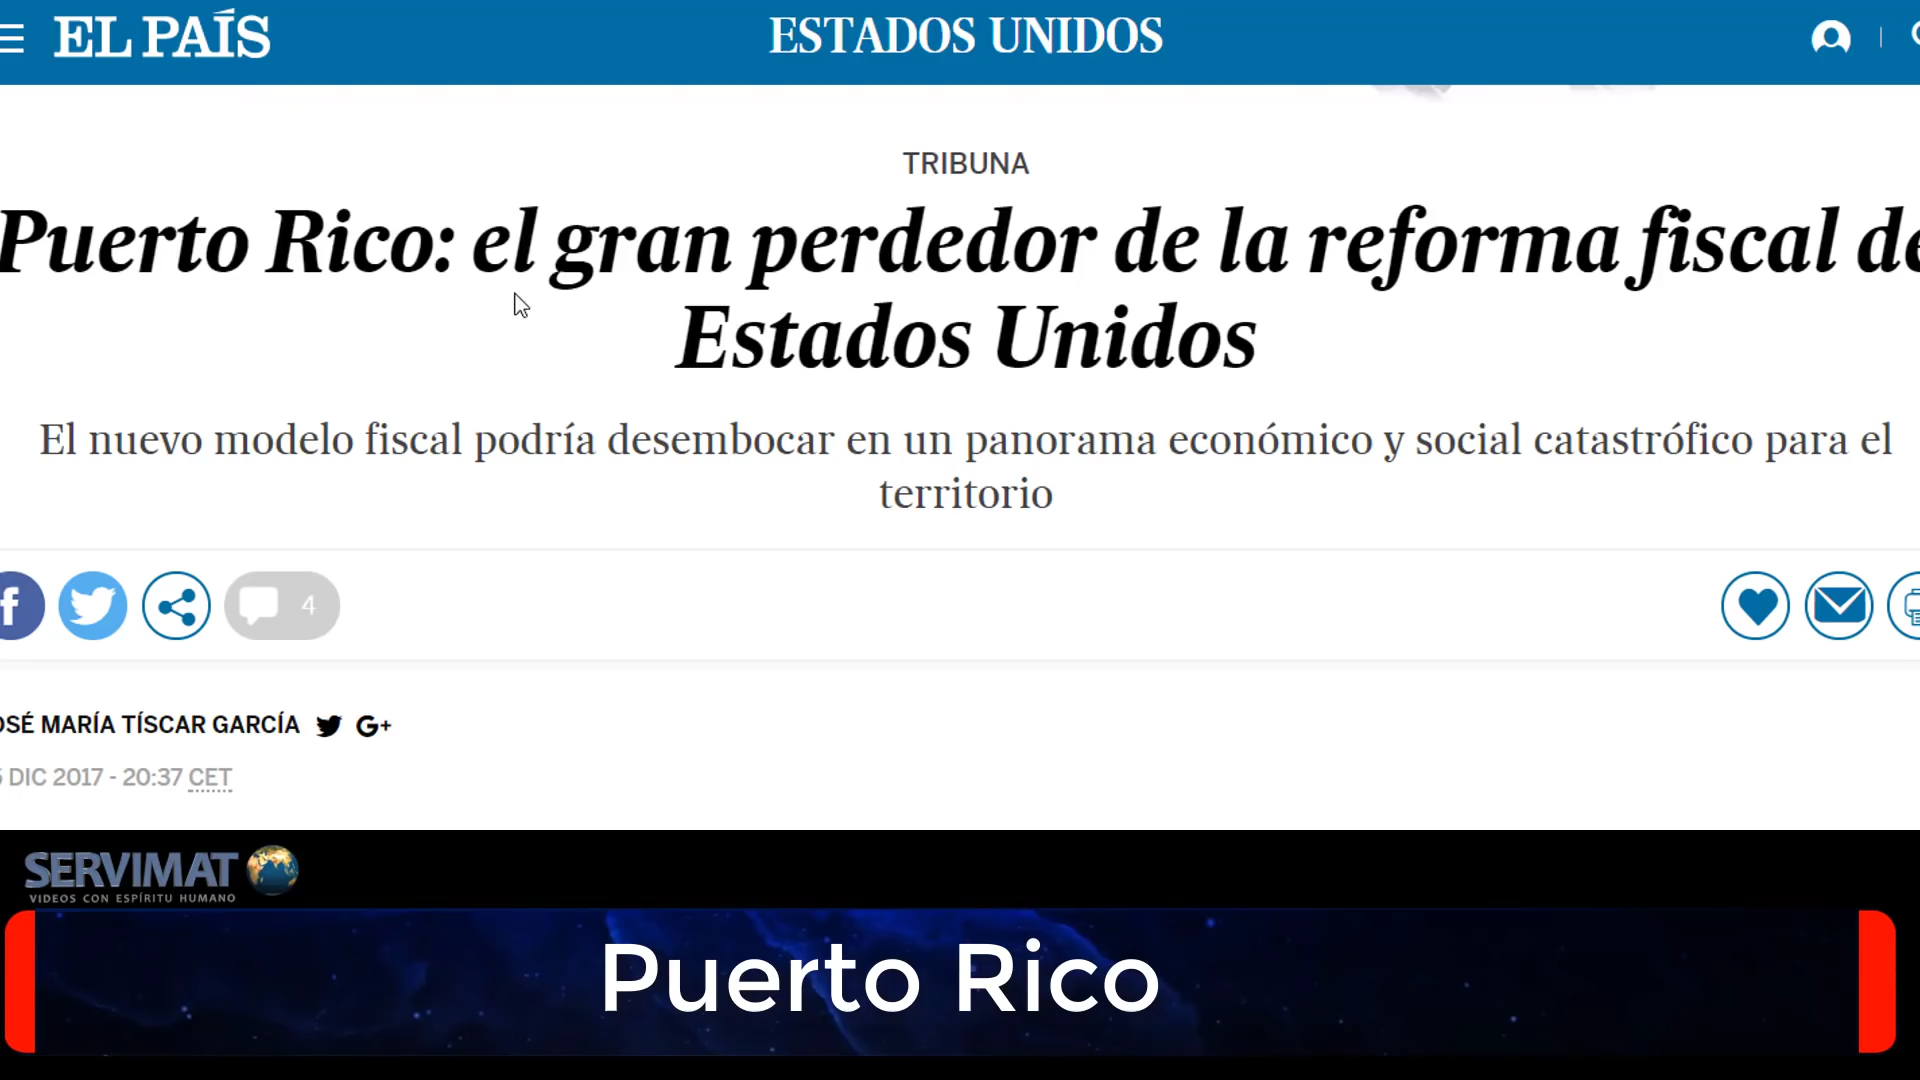 EL PAÍS
ESTADOS UNIDOS
TRIBUNA
Puerto Rico: el gran perdedor de la reforma fiscal de
Estados Unidos
El nuevo modelo fiscal podría desembocar en un panorama económico y social catastrófico para el
territorio
4
OSÉ MARÍA TÍSCAR GARCÍA G+
DIC 2017 - 20:37 CET
SERVIMAT
VIDEOS CON ESPÍRITU HUMANO
Puerto Rico